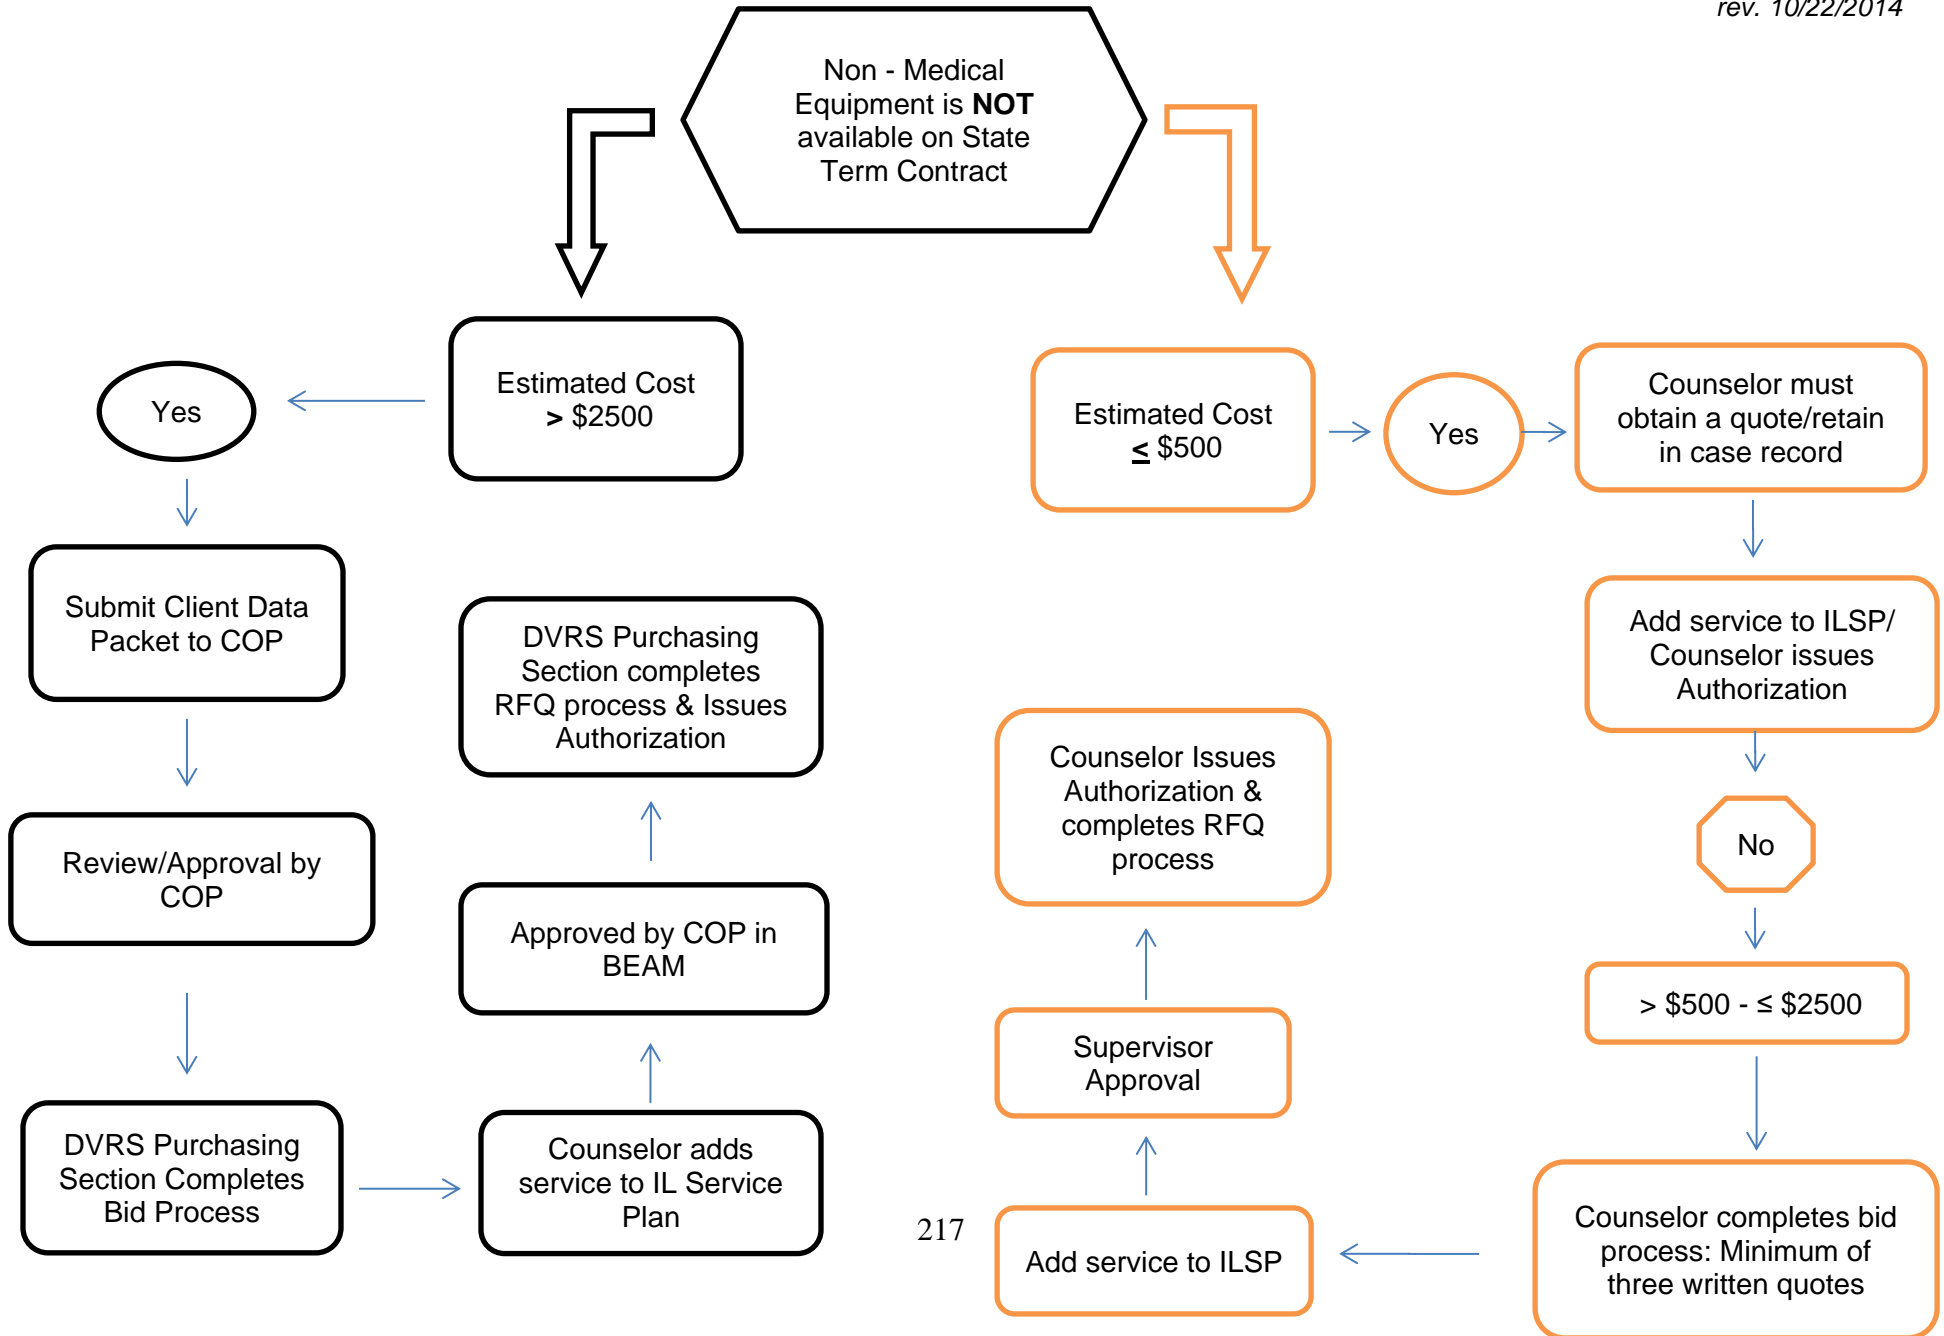 rev. 10/22/2014
Non - Medical
Equipment is NOT
available on State
Term Contract
Estimated Cost
> $2500
Yes
Submit Client Data
Packet to COP
Review/Approval by
COP
DVRS Purchasing
Section Completes
Bid Process
Counselor adds
service to IL Service
Plan
Approved by COP in
BEAM
DVRS Purchasing
Section completes
RFQ process & Issues
Authorization
Estimated Cost
≤ $500
Yes
Counselor must
obtain a quote/retain
in case record
Add service to ILSP/
Counselor issues
Authorization
No
> $500 - ≤ $2500
Counselor completes bid
process: Minimum of
three written quotes
Add service to ILSP
Supervisor
Approval
Counselor Issues
Authorization &
completes RFQ
process
217